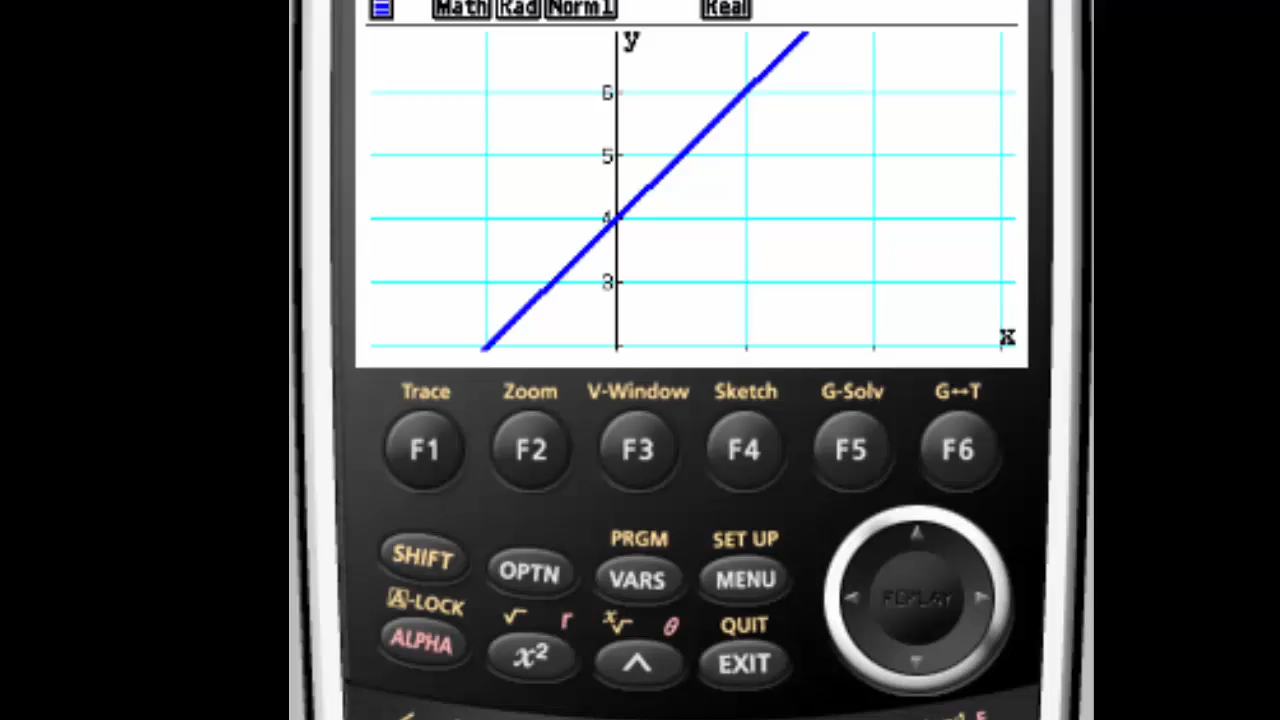 Math Rad Norm1 Real
y
6
5
4
3
x
Trace Zoom V-Window Sketch G-Solv G↔T
F1 F2 F3 F4 F5 F6
PRGM SET UP
SHIFT OPTN VARS MENU
REPLAY
A-LOCK √ r x√ θ QUIT
ALPHA x² ^ EXIT